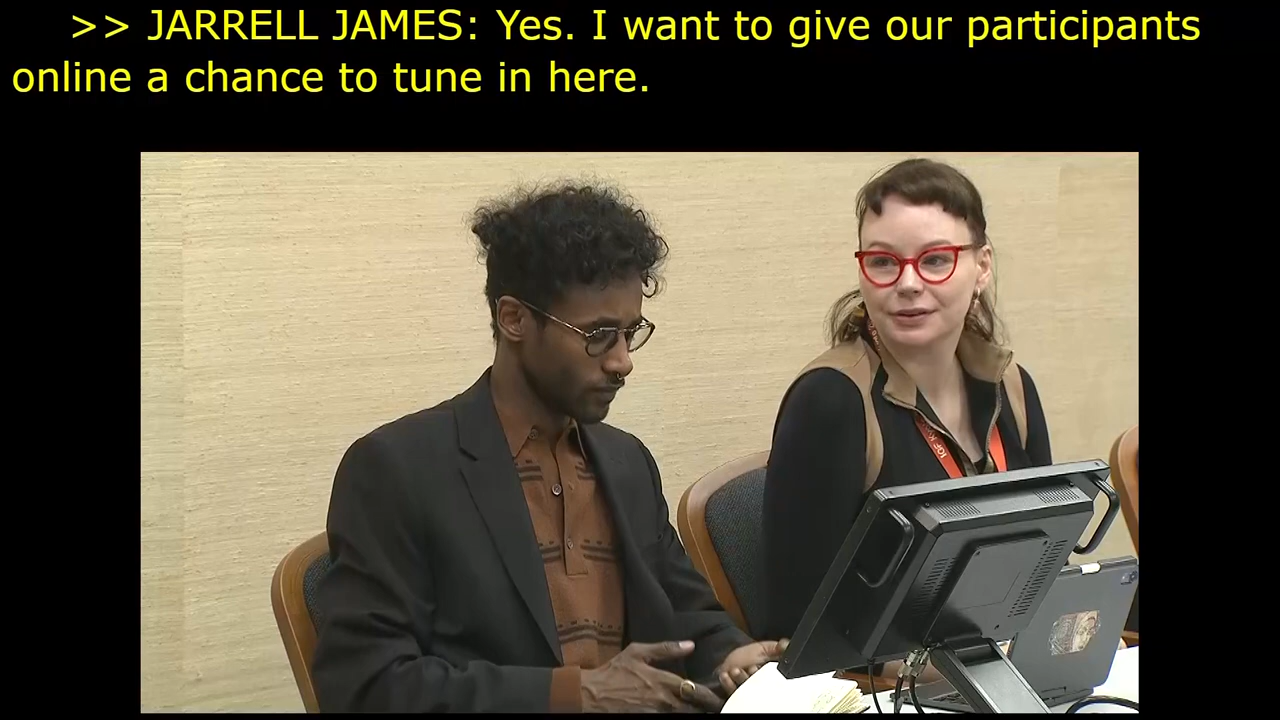 >> JARRELL JAMES: Yes. I want to give our participants
online a chance to tune in here.